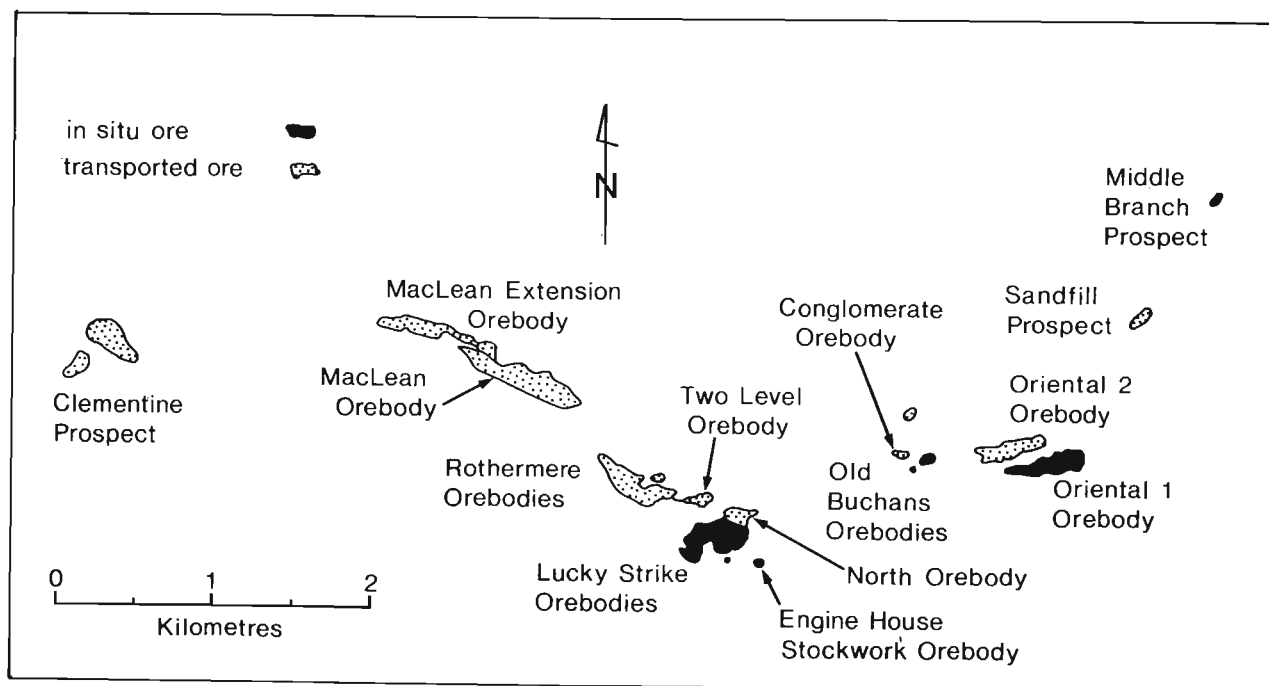 in situ ore
transported ore
N
Middle
Branch
Prospect
MacLean Extension
Orebody
Conglomerate
Orebody
Sandfill
Prospect
MacLean
Orebody
Clementine
Prospect
Two Level
Orebody
Oriental 2
Orebody
Rothermere
Orebodies
Old
Buchans
Orebodies
Oriental 1
Orebody
Lucky Strike
Orebodies
North Orebody
Engine House
Stockwork Orebody
0 1 2
Kilometres